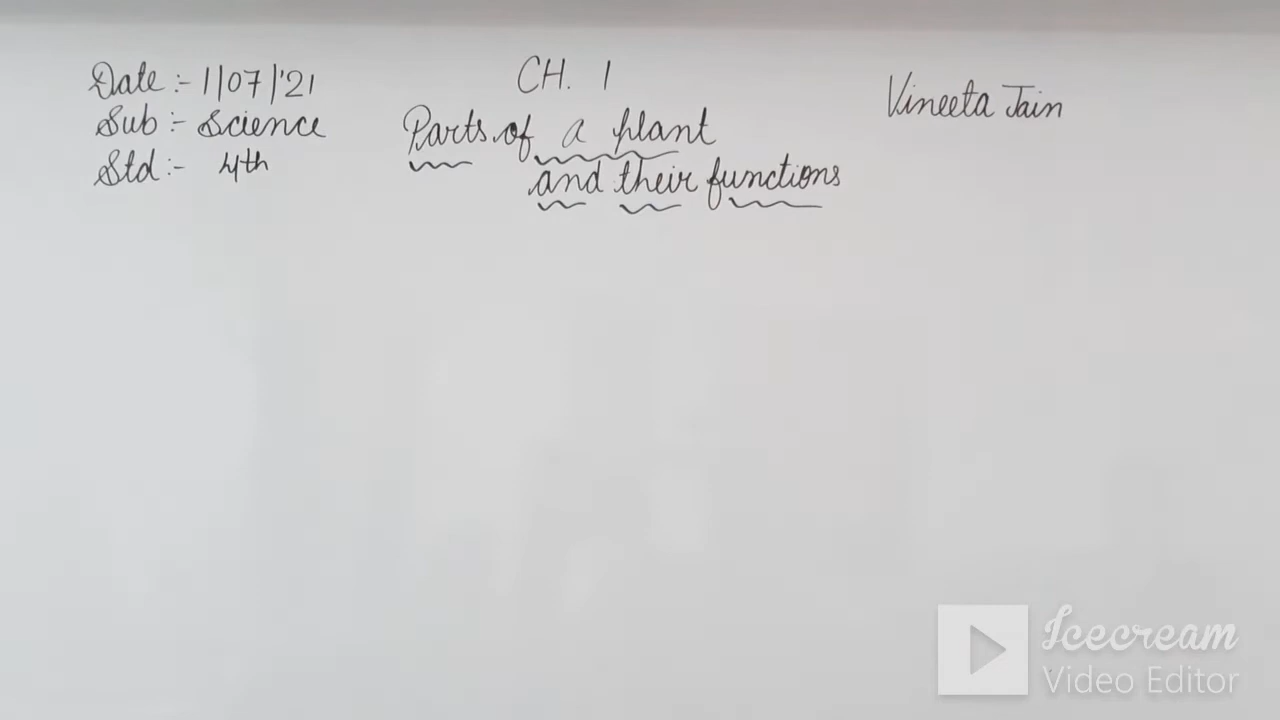 Date :- 1/07/'21
Sub :- Science
Std :- 4th
CH. 1
Parts of a plant
and their functions
Vineeta Jain
Icecream
Video Editor